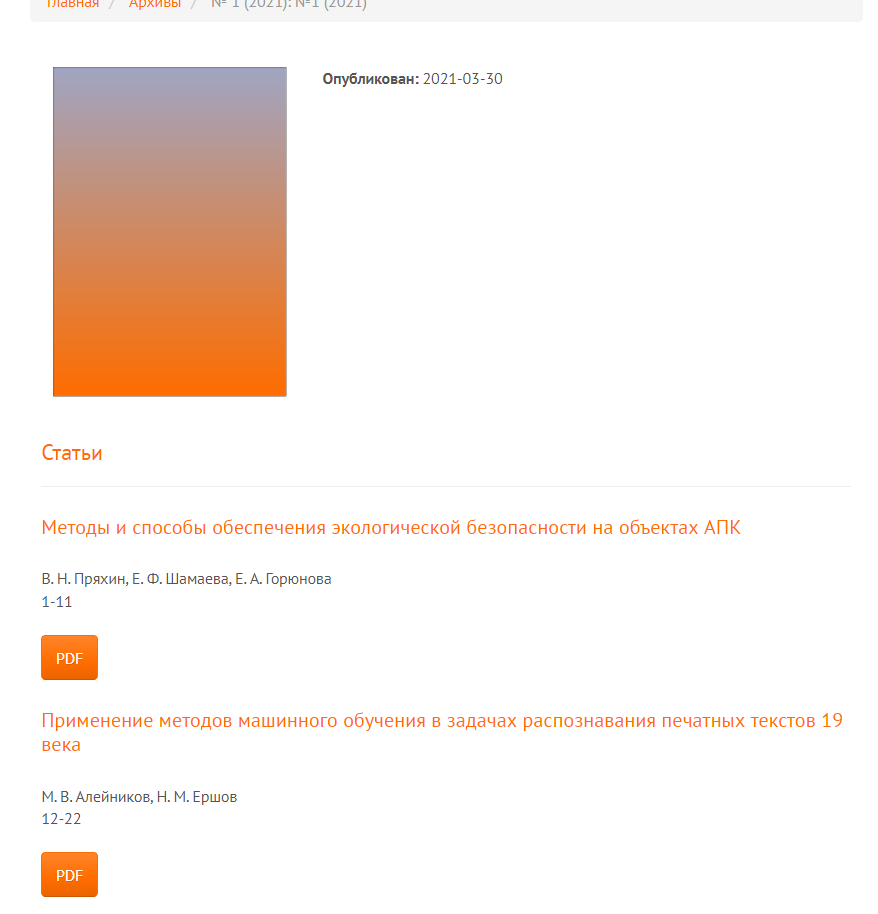 Главная / Архивы / № 1 (2021): №1 (2021)
Опубликован: 2021-03-30
Статьи
Методы и способы обеспечения экологической безопасности на объектах АПК
В. Н. Пряхин, Е. Ф. Шамаева, Е. А. Горюнова
1-11
PDF
Применение методов машинного обучения в задачах распознавания печатных текстов 19
века
М. В. Алейников, Н. М. Ершов
12-22
PDF